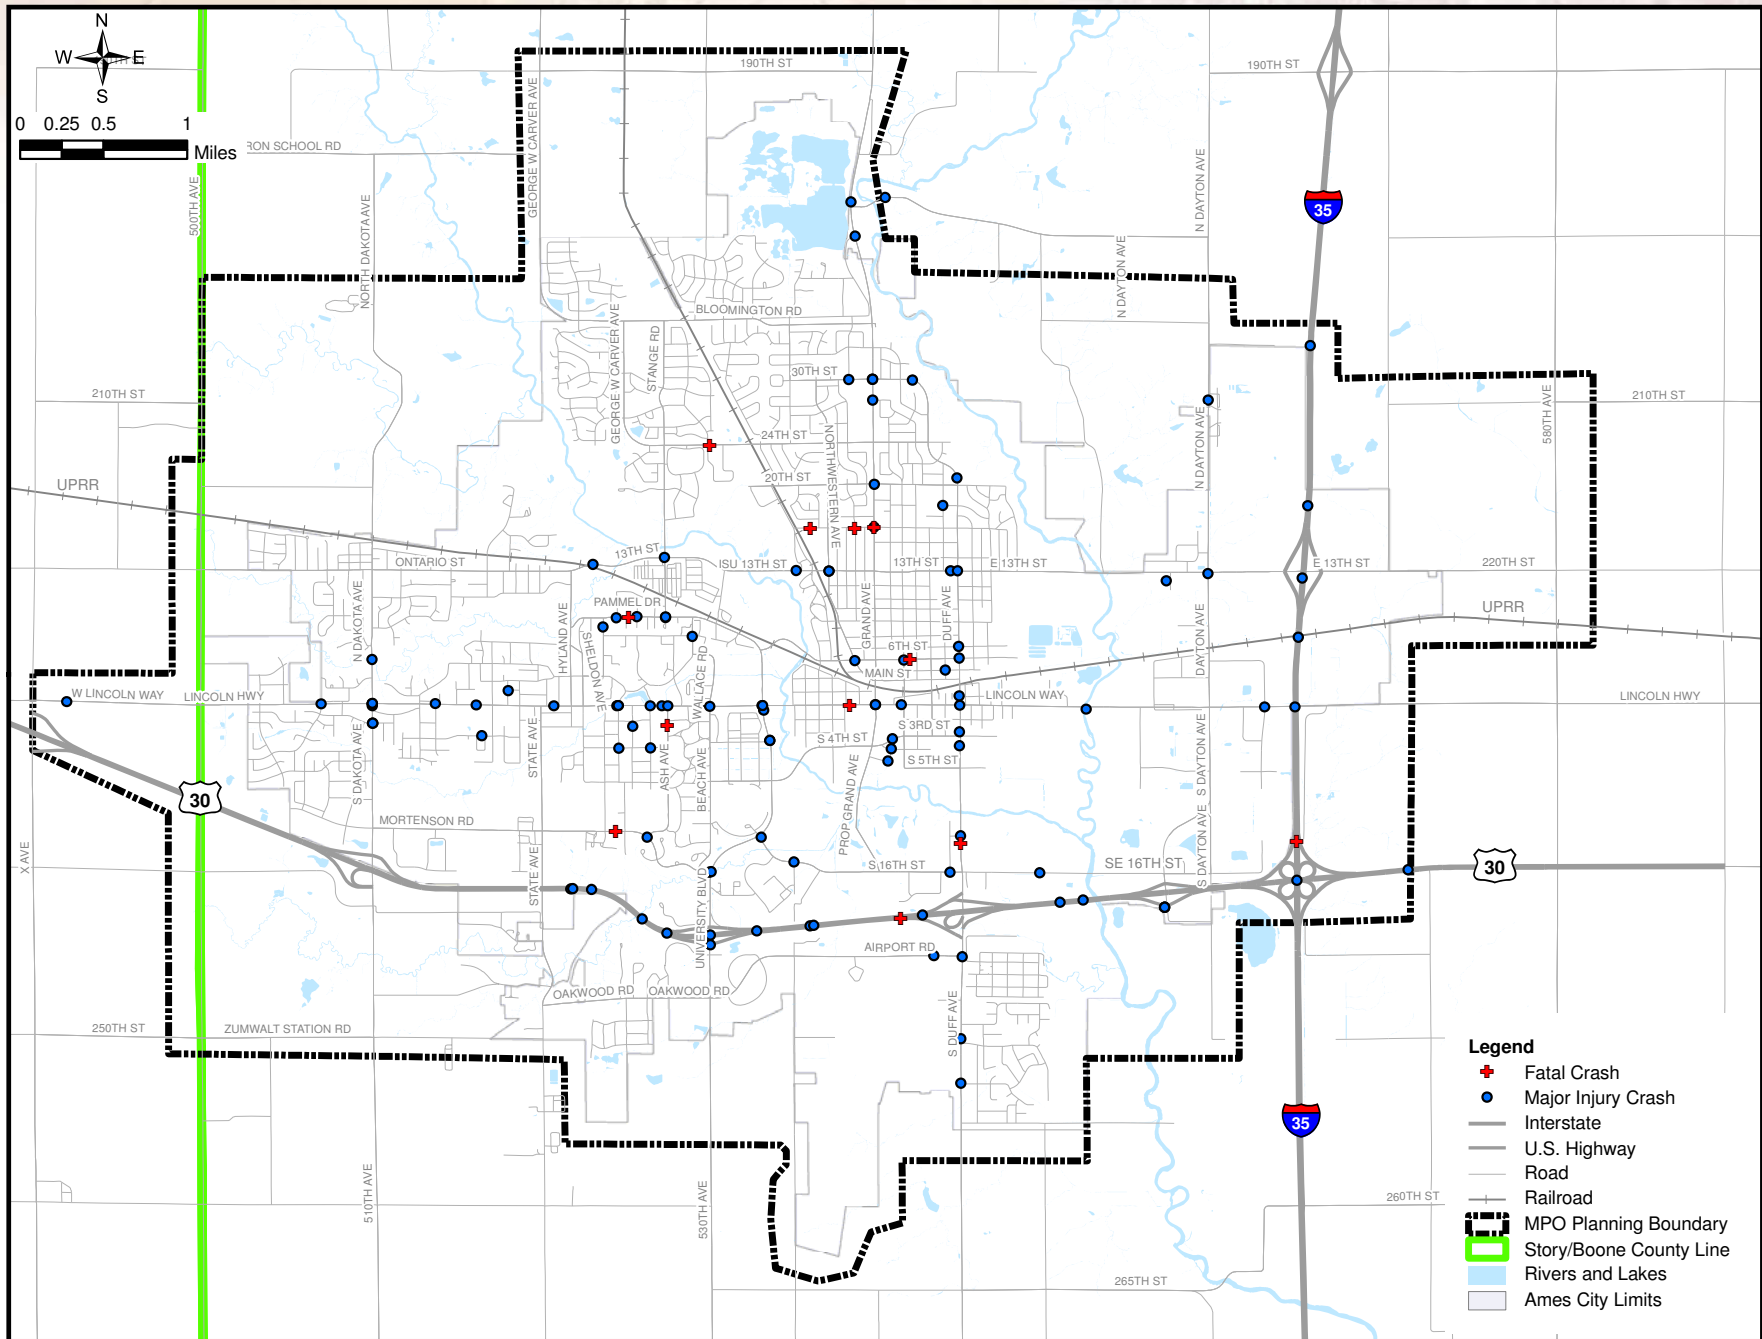 N
W
E
S
0 0.25 0.5 1
Miles
190TH ST
190TH ST
RON SCHOOL RD
500TH AVE
NORTH DAKOTA AVE
GEORGE W CARVER AVE
N DAYTON AVE
35
N DAYTON AVE
BLOOMINGTON RD
GEORGE W CARVER AVE
STANGE RD
30TH ST
210TH ST
210TH ST
580TH AVE
24TH ST
NORTHWESTERN AVE
N DAYTON AVE
20TH ST
UPRR
ONTARIO ST
13TH ST
ISU 13TH ST
13TH ST
E 13TH ST
E 13TH ST
220TH ST
PAMMEL DR
GRAND AVE
DUFF AVE
UPRR
N DAKOTA AVE
HYLAND AVE
SHELDON AVE
WALLACE RD
6TH ST
MAIN ST
DAYTON AVE
W LINCOLN WAY
LINCOLN HWY
LINCOLN WAY
LINCOLN HWY
S 3RD ST
S 4TH ST
S 5TH ST
S DAKOTA AVE
STATE AVE
ASH AVE
BEACH AVE
PROP GRAND AVE
S DAYTON AVE
30
MORTENSON RD
X AVE
STATE AVE
UNIVERSITY BLVD
S 16TH ST
SE 16TH ST
S DAYTON AVE
30
AIRPORT RD
OAKWOOD RD
OAKWOOD RD
250TH ST
ZUMWALT STATION RD
S DUFF AVE
35
510TH AVE
530TH AVE
260TH ST
265TH ST
Legend
Fatal Crash
Major Injury Crash
Interstate
U.S. Highway
Road
Railroad
MPO Planning Boundary
Story/Boone County Line
Rivers and Lakes
Ames City Limits